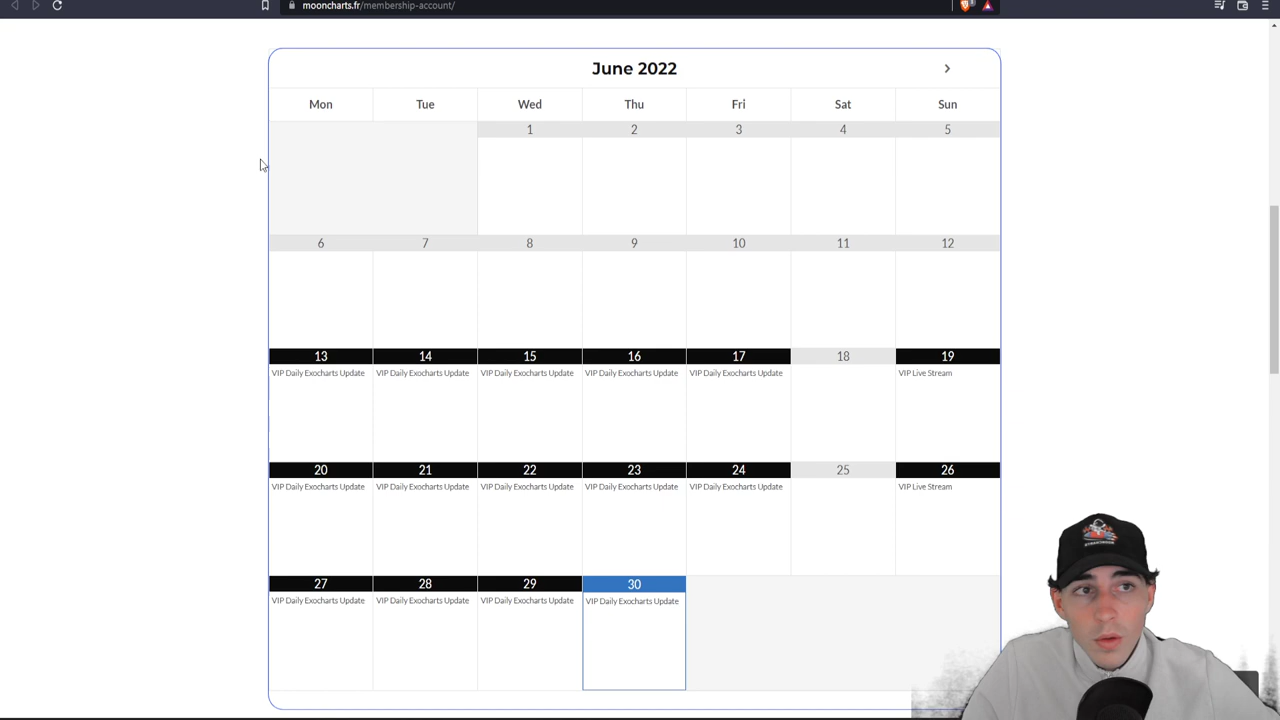 mooncharts.fr/membership-account/
June 2022
Mon Tue Wed Thu Fri Sat Sun
1 2 3 4 5
6 7 8 9 10 11 12
13 14 15 16 17 18 19
VIP Daily Exocharts Update VIP Daily Exocharts Update VIP Daily Exocharts Update VIP Daily Exocharts Update VIP Daily Exocharts Update VIP Live Stream
20 21 22 23 24 25 26
VIP Daily Exocharts Update VIP Daily Exocharts Update VIP Daily Exocharts Update VIP Daily Exocharts Update VIP Daily Exocharts Update VIP Live Stream
27 28 29 30
VIP Daily Exocharts Update VIP Daily Exocharts Update VIP Daily Exocharts Update VIP Daily Exocharts Update